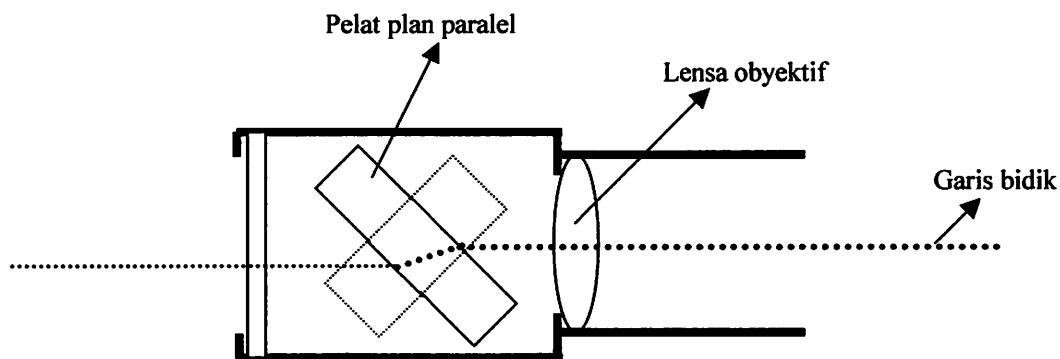 Pelat plan paralel
Lensa obyektif
Garis bidik